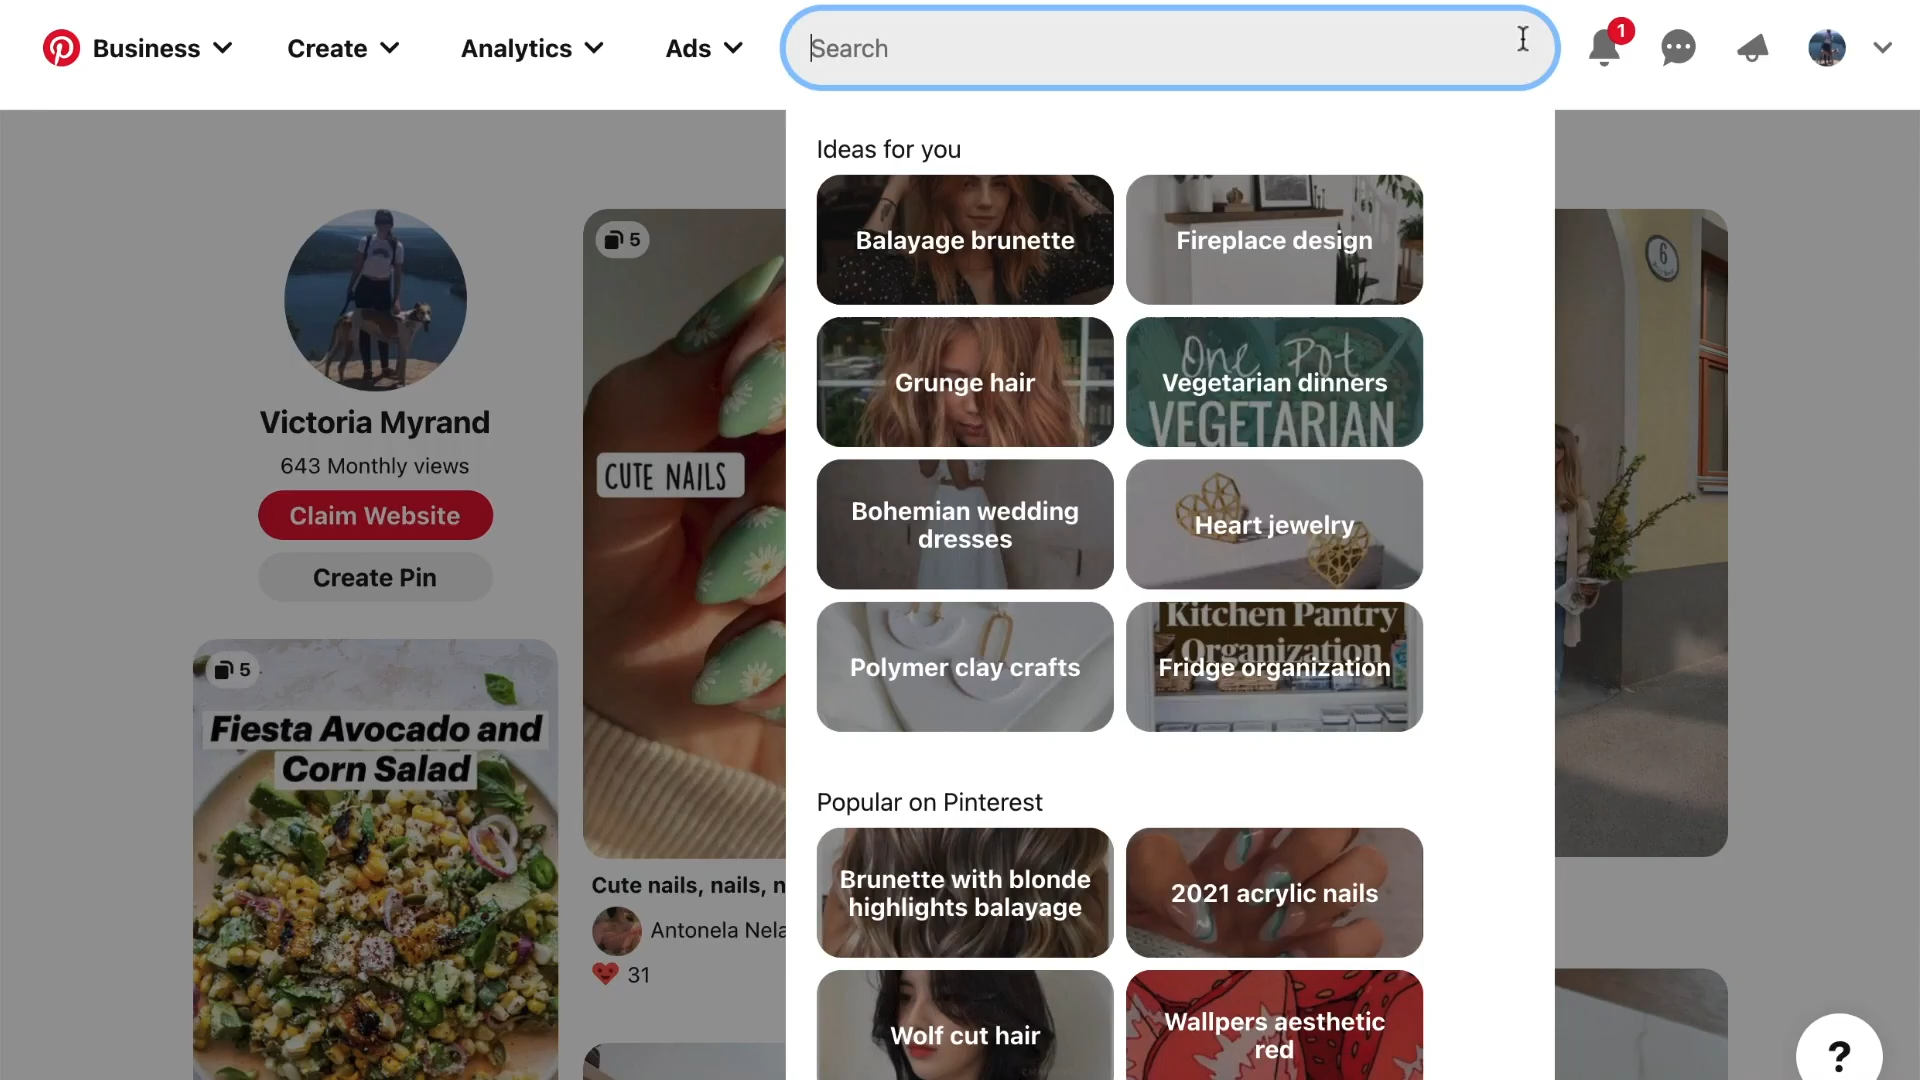 Business
Create
Analytics
Ads
Search
1
Ideas for you
Balayage brunette
Fireplace design
Grunge hair
One Pot
Vegetarian dinners
VEGETARIAN
Bohemian wedding
dresses
Heart jewelry
Polymer clay crafts
Kitchen Pantry
Organization
Fridge organization
Popular on Pinterest
Brunette with blonde
highlights balayage
2021 acrylic nails
Wolf cut hair
Wallpers aesthetic
red
Victoria Myrand
643 Monthly views
Claim Website
Create Pin
5
Fiesta Avocado and
Corn Salad
5
CUTE NAILS
Cute nails, nails, n
Antonela Nela
31
6
?